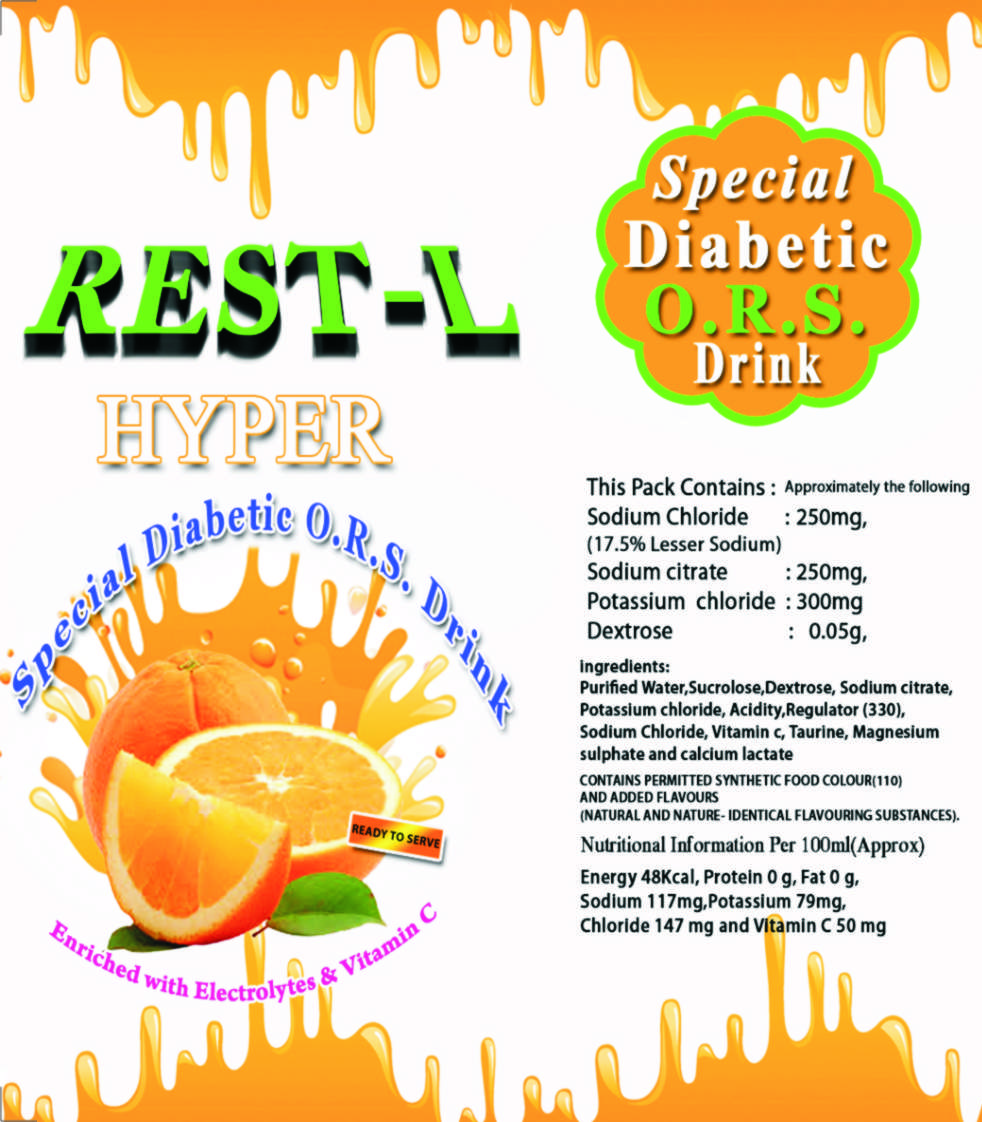 REST-L
HYPER
Special Diabetic O.R.S. Drink
READY TO SERVE
Enriched with Electrolytes & Vitamin C
Special
Diabetic
O.R.S.
Drink
This Pack Contains : Approximately the following
Sodium Chloride : 250mg,
(17.5% Lesser Sodium)
Sodium citrate : 250mg,
Potassium chloride : 300mg
Dextrose : 0.05g,
ingredients:
Purified Water,Sucrolose,Dextrose, Sodium citrate,
Potassium chloride, Acidity,Regulator (330),
Sodium Chloride, Vitamin c, Taurine, Magnesium
sulphate and calcium lactate
CONTAINS PERMITTED SYNTHETIC FOOD COLOUR(110)
AND ADDED FLAVOURS
(NATURAL AND NATURE- IDENTICAL FLAVOURING SUBSTANCES).
Nutritional Information Per 100ml(Approx)
Energy 48Kcal, Protein 0 g, Fat 0 g,
Sodium 117mg,Potassium 79mg,
Chloride 147 mg and Vitamin C 50 mg